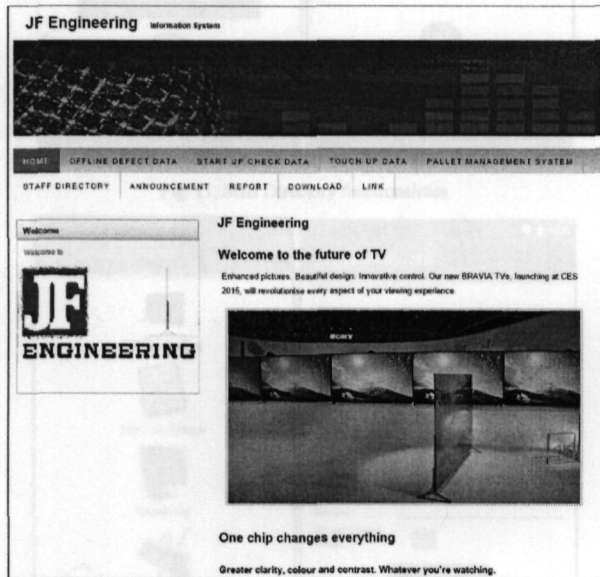 JF Engineering Information System
HOME OFFLINE DEFECT DATA START UP CHECK DATA TOUCH UP DATA PALLET MANAGEMENT SYSTEM
STAFF DIRECTORY ANNOUNCEMENT REPORT DOWNLOAD LINK
Welcome
Welcome to
JF
ENGINEERING
JF Engineering
Welcome to the future of TV
Enhanced pictures. Beautiful design. Innovative control. Our new BRAVIA TVs, launching at CES
2015, will revolutionise every aspect of your viewing experience.
SONY
One chip changes everything
Greater clarity, colour and contrast. Whatever you're watching.